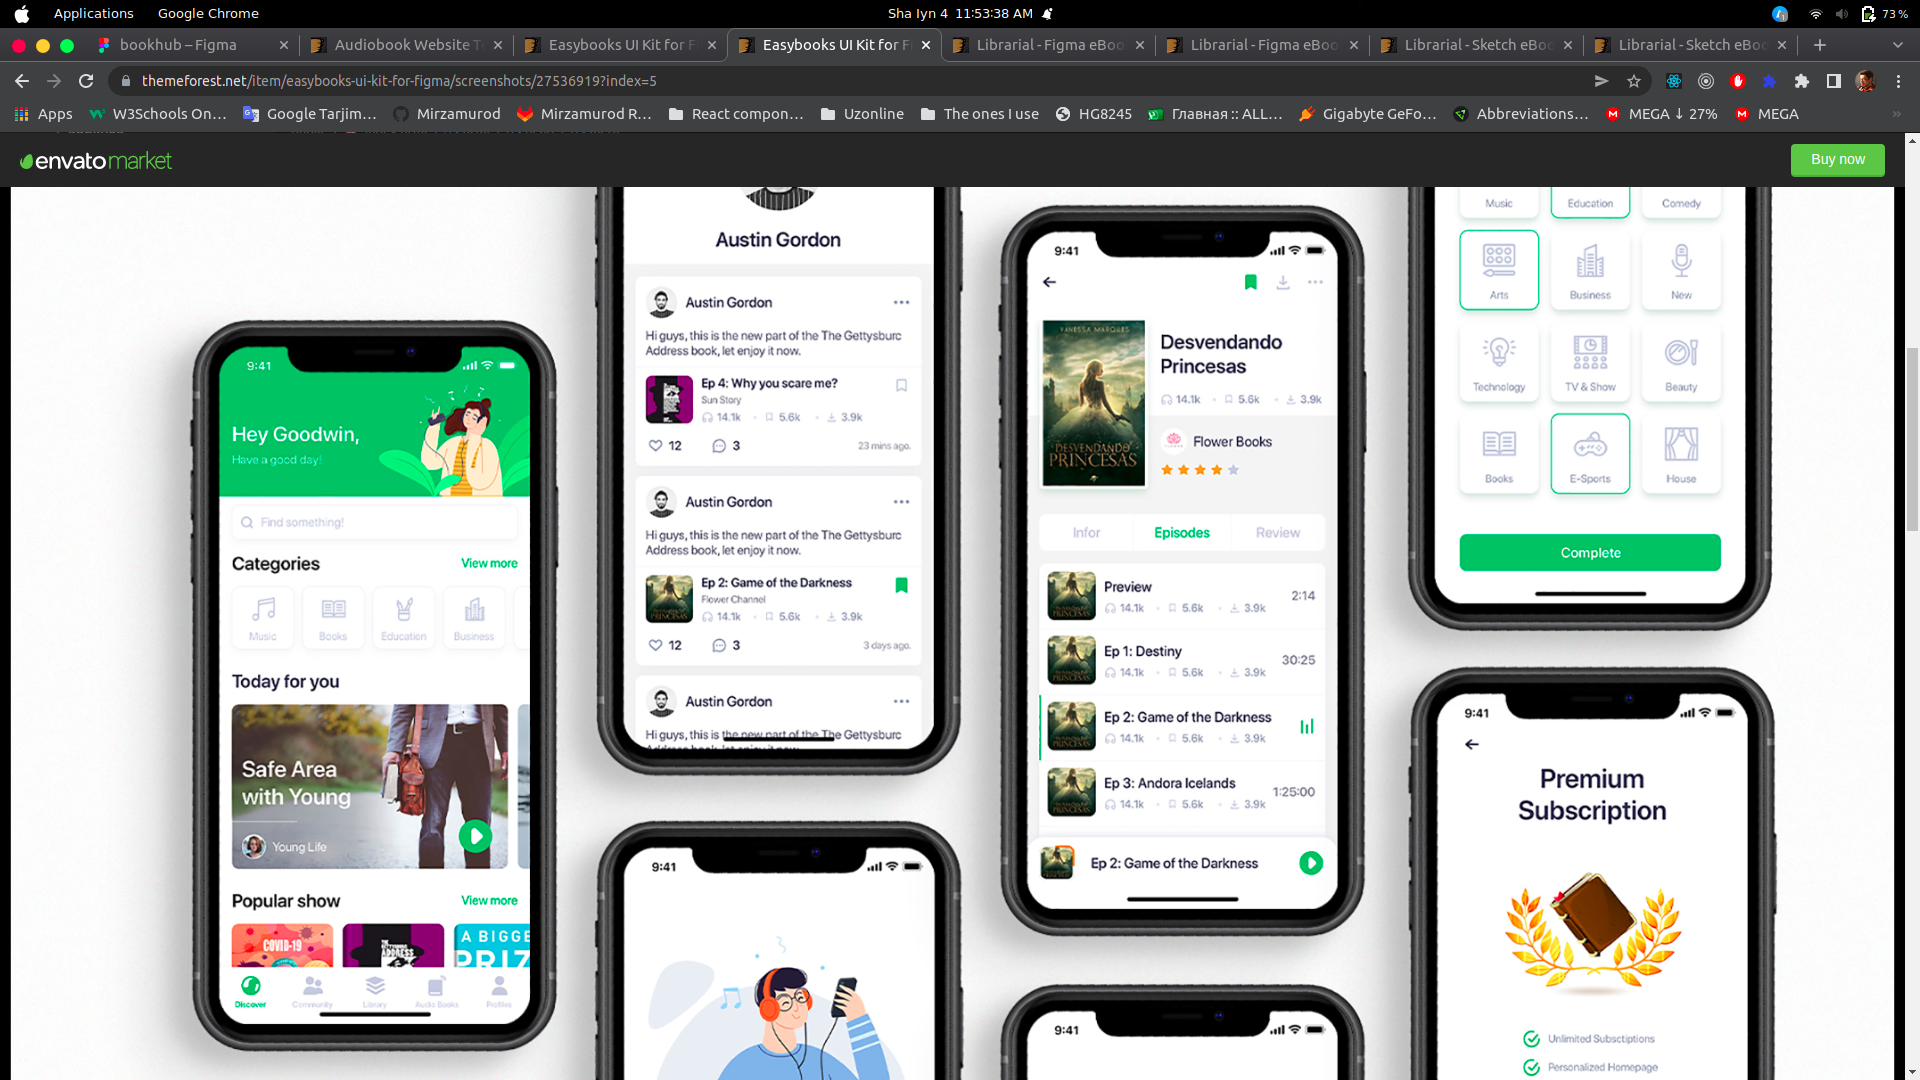 Applications
Google Chrome
Sha Iyn 4 11:53:38 AM
73%
bookhub – Figma
Audiobook Website T
Easybooks UI Kit for F
Easybooks UI Kit for F
Librarial - Figma eBoo
Librarial - Figma eBoo
Librarial - Sketch eBoo
Librarial - Sketch eBoo
themeforest.net/item/easybooks-ui-kit-for-figma/screenshots/27536919?index=5
Apps
W3Schools On...
Google Tarjim...
Mirzamurod
Mirzamurod R...
React compon...
Uzonline
The ones I use
HG8245
Главная :: ALL...
Gigabyte GeFo...
Abbreviations...
MEGA ↓ 27%
MEGA
envato market
Buy now
9:41
Hey Goodwin,
Have a good day!
Find something!
Categories
View more
Music
Books
Education
Business
Today for you
Safe Area
with Young
Young Life
Popular show
View more
COVID-19
THE
GETTYSBURG
ADDRESS
A BIGGE
PRIZ
Discover
Community
Library
Audio Books
Profiles
Austin Gordon
Austin Gordon
Hi guys, this is the new part of the The Gettysburc
Address book, let enjoy it now.
Ep 4: Why you scare me?
Sun Story
14.1k
5.6k
3.9k
12
3
23 mins ago.
Austin Gordon
Hi guys, this is the new part of the The Gettysburc
Address book, let enjoy it now.
Ep 2: Game of the Darkness
Flower Channel
14.1k
5.6k
3.9k
12
3
3 days ago.
Austin Gordon
Hi guys, this is the new part of the The Gettysburc
Address book, let enjoy it now.
9:41
9:41
VANESSA MARQUES
DESVENDANDO
PRINCESAS
Desvendando
Princesas
14.1k
5.6k
3.9k
Flower Books
Infor
Episodes
Review
Preview
14.1k
5.6k
3.9k
2:14
Ep 1: Destiny
14.1k
5.6k
3.9k
30:25
Ep 2: Game of the Darkness
14.1k
5.6k
3.9k
Ep 3: Andora Icelands
14.1k
5.6k
3.9k
1:25:00
Ep 2: Game of the Darkness
9:41
Music
Education
Comedy
Arts
Business
New
Technology
TV & Show
Beauty
Books
E-Sports
House
Complete
9:41
Premium
Subscription
Unlimited Subsctiptions
Personalized Homepage